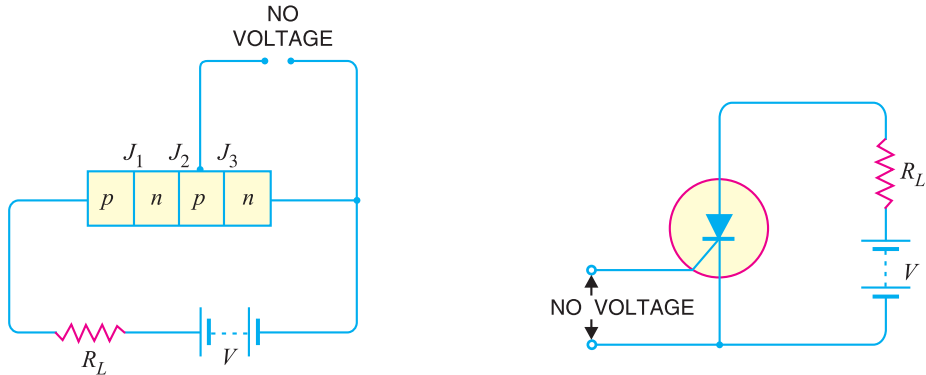 NO
VOLTAGE
J1 J2 J3
p n p n
RL
V
RL
V
NO VOLTAGE